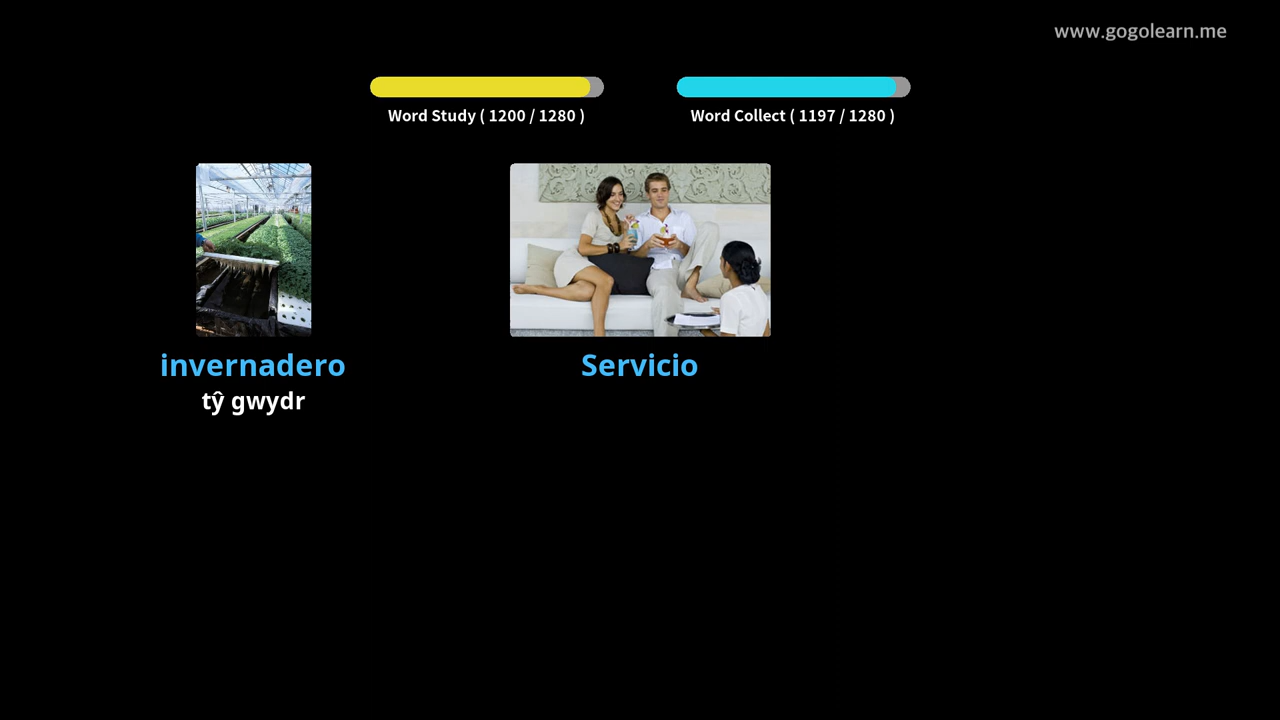 www.gogolearn.me
Word Study ( 1200 / 1280 )
Word Collect ( 1197 / 1280 )
invernadero
tŷ gwydr
Servicio